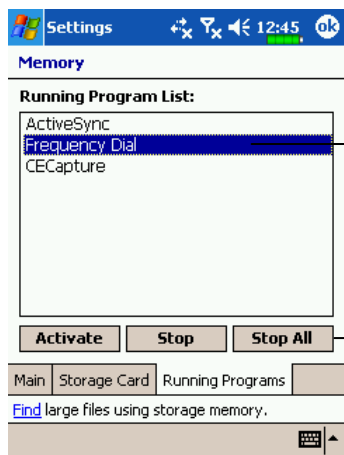 Settings 12:45 ok
Memory
Running Program List:
ActiveSync
Frequency Dial
CECapture
Activate Stop Stop All
Main Storage Card Running Programs
Find large files using storage memory.